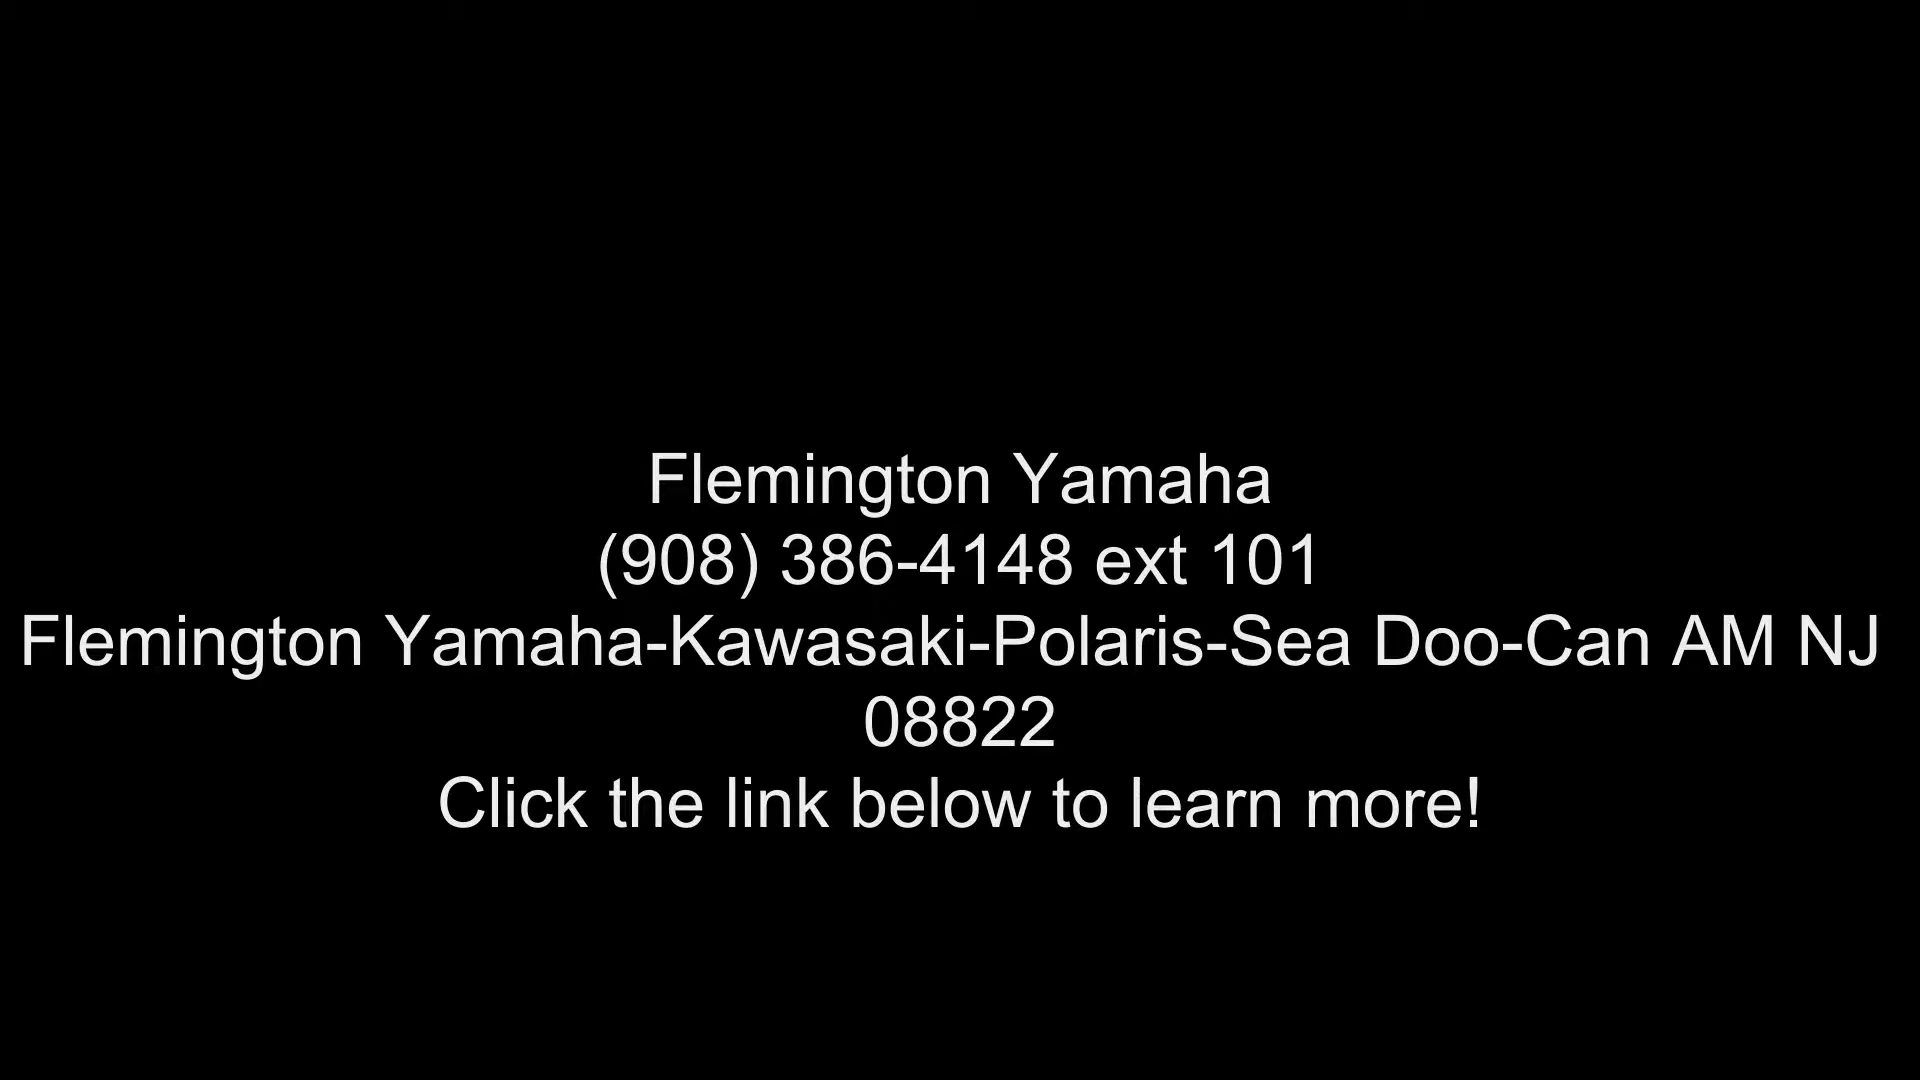 Flemington Yamaha
(908) 386-4148 ext 101
Flemington Yamaha-Kawasaki-Polaris-Sea Doo-Can AM NJ
08822
Click the link below to learn more!